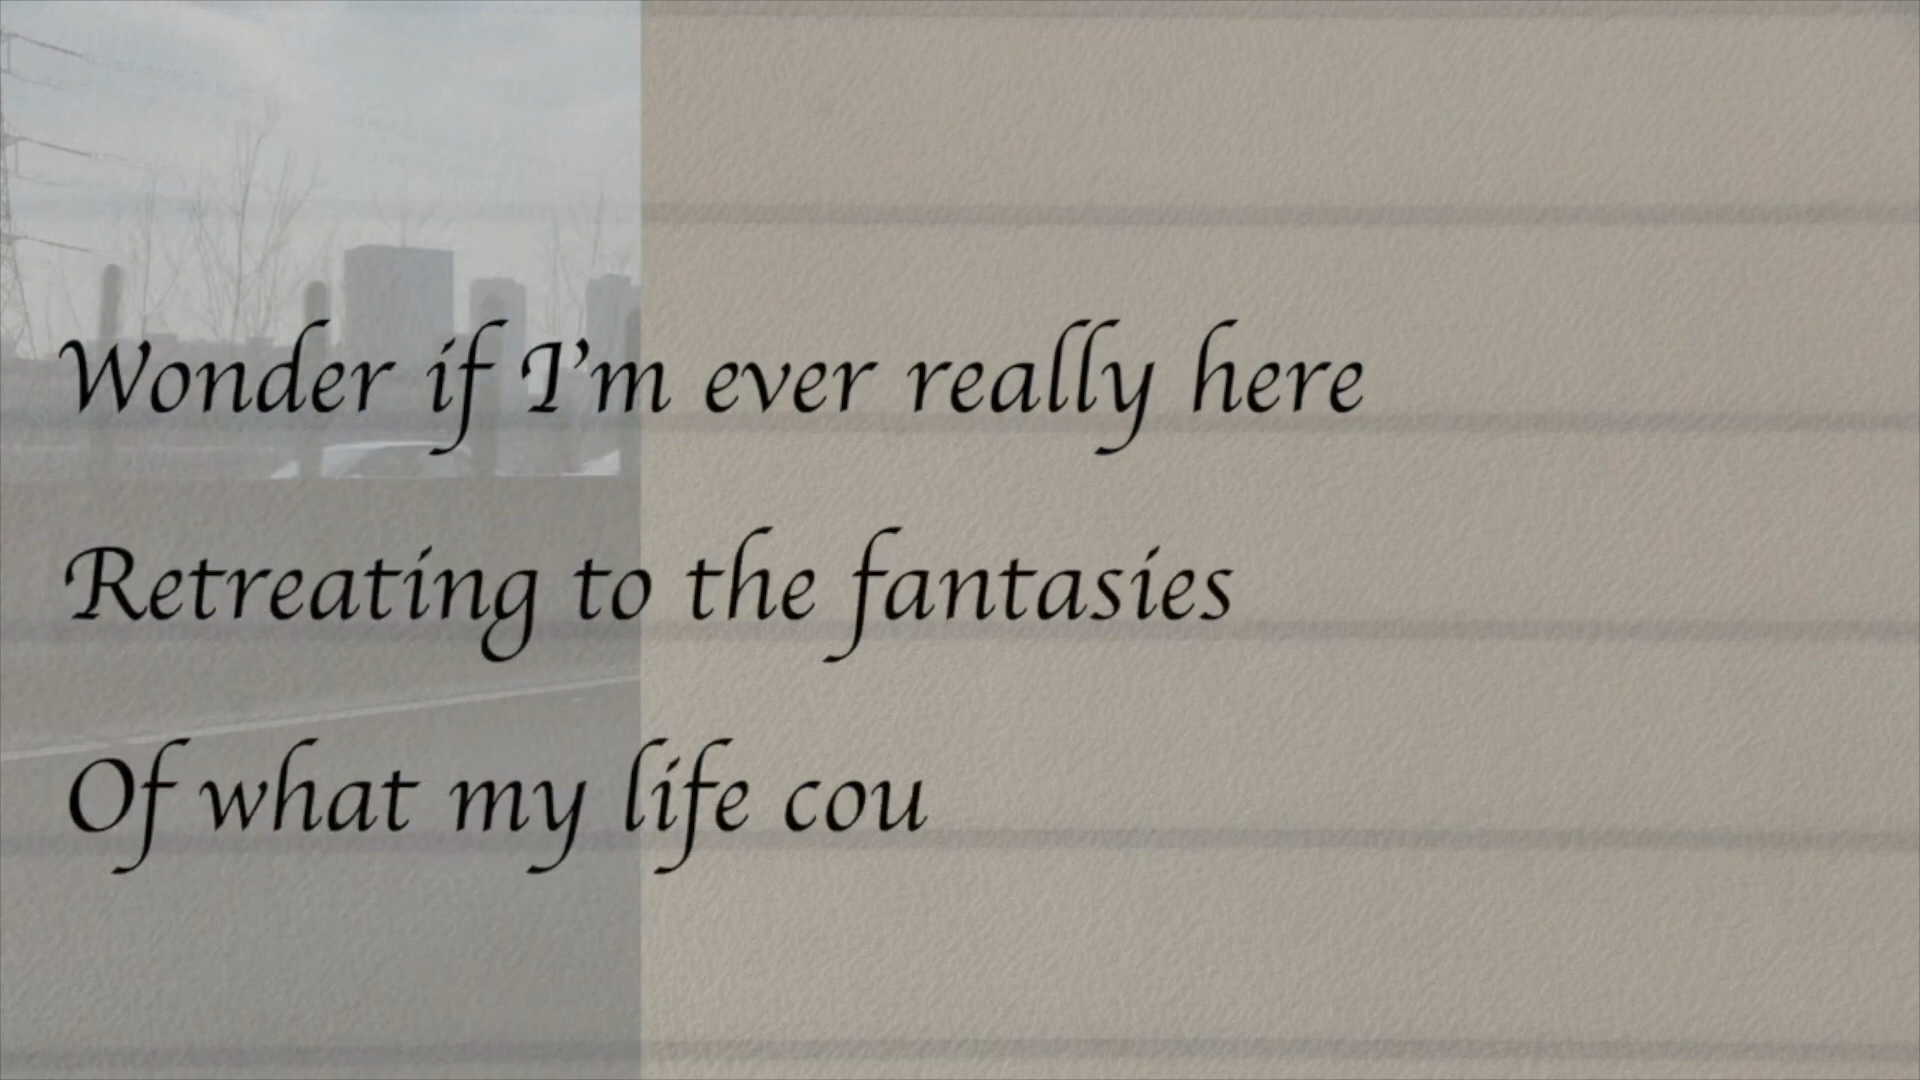 Wonder if I'm ever really here
Retreating to the fantasies
Of what my life cou